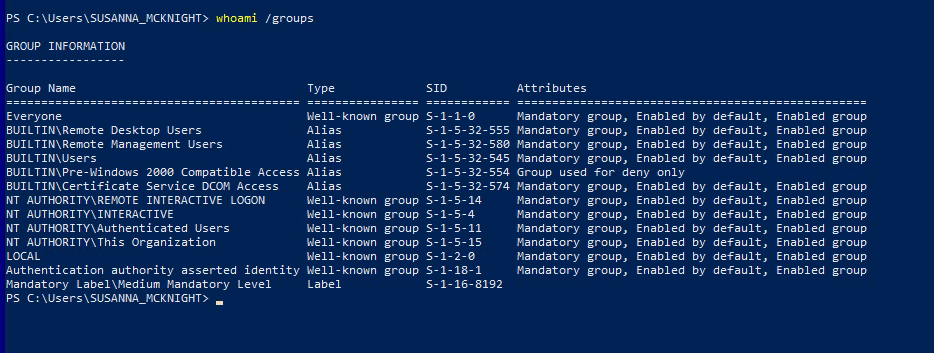 PS C:\Users\SUSANNA_MCKNIGHT> whoami /groups
GROUP INFORMATION
-----------------
Group Name                                 Type             SID          Attributes
========================================== ================ ============ ==================================================
Everyone                                   Well-known group S-1-1-0      Mandatory group, Enabled by default, Enabled group
BUILTIN\Remote Desktop Users               Alias            S-1-5-32-555 Mandatory group, Enabled by default, Enabled group
BUILTIN\Remote Management Users            Alias            S-1-5-32-580 Mandatory group, Enabled by default, Enabled group
BUILTIN\Users                              Alias            S-1-5-32-545 Mandatory group, Enabled by default, Enabled group
BUILTIN\Pre-Windows 2000 Compatible Access Alias            S-1-5-32-554 Group used for deny only
BUILTIN\Certificate Service DCOM Access    Alias            S-1-5-32-574 Mandatory group, Enabled by default, Enabled group
NT AUTHORITY\REMOTE INTERACTIVE LOGON      Well-known group S-1-5-14     Mandatory group, Enabled by default, Enabled group
NT AUTHORITY\INTERACTIVE                   Well-known group S-1-5-4      Mandatory group, Enabled by default, Enabled group
NT AUTHORITY\Authenticated Users           Well-known group S-1-5-11     Mandatory group, Enabled by default, Enabled group
NT AUTHORITY\This Organization             Well-known group S-1-5-15     Mandatory group, Enabled by default, Enabled group
LOCAL                                      Well-known group S-1-2-0      Mandatory group, Enabled by default, Enabled group
Authentication authority asserted identity Well-known group S-1-18-1     Mandatory group, Enabled by default, Enabled group
Mandatory Label\Medium Mandatory Level     Label            S-1-16-8192
PS C:\Users\SUSANNA_MCKNIGHT>